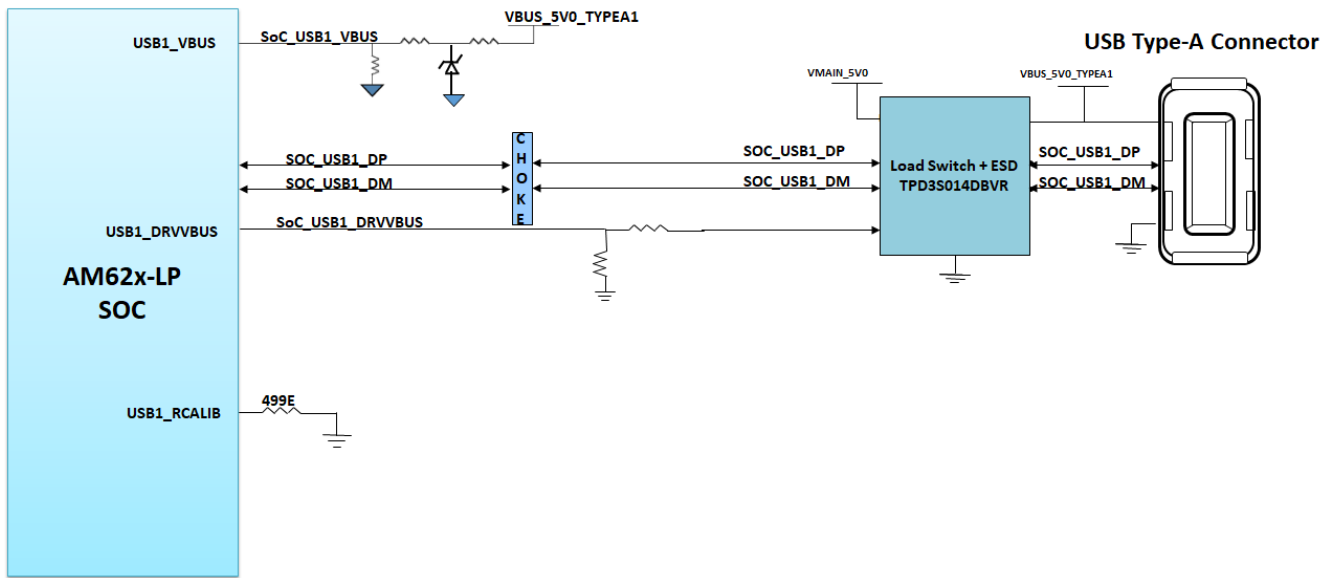 VBUS_5V0_TYPEA1
USB1_VBUS
SoC_USB1_VBUS
USB Type-A Connector
VMAIN_5V0
VBUS_5V0_TYPEA1
CHOKE
SOC_USB1_DP
SOC_USB1_DP
SOC_USB1_DP
Load Switch + ESD
TPD3S014DBVR
SOC_USB1_DM
SOC_USB1_DM
SOC_USB1_DM
USB1_DRVVBUS
SoC_USB1_DRVVBUS
AM62x-LP
SOC
USB1_RCALIB
499E